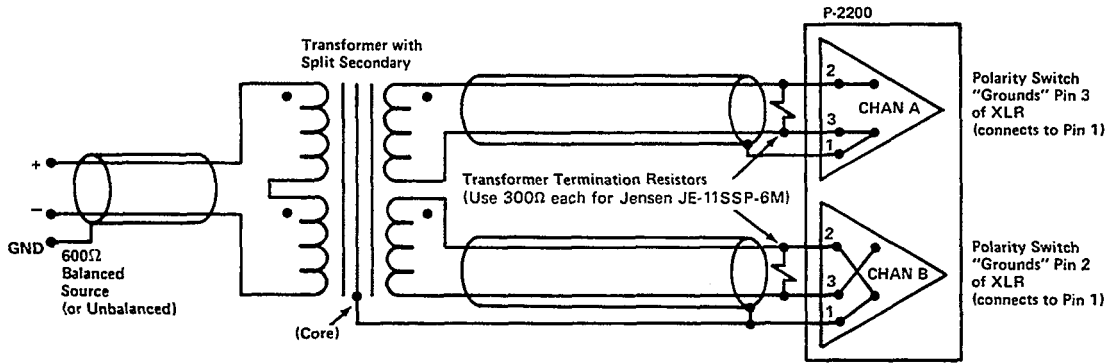 P-2200
Transformer with
Split Secondary
2
CHAN A
3
1
Polarity Switch
"Grounds" Pin 3
of XLR
(connects to Pin 1)
+
−
GND
600Ω
Balanced
Source
(or Unbalanced)
Transformer Termination Resistors
(Use 300Ω each for Jensen JE-11SSP-6M)
2
CHAN B
3
1
Polarity Switch
"Grounds" Pin 2
of XLR
(connects to Pin 1)
(Core)